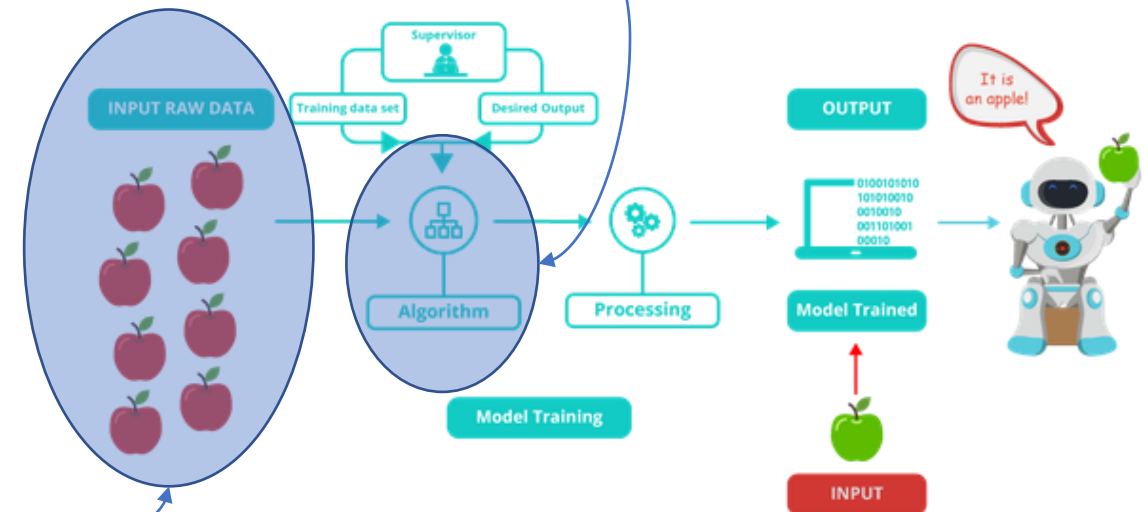 Supervisor
INPUT RAW DATA
Training data set
Desired Output
OUTPUT
It is
an apple!
0100101010
101010010
0010010
001101001
00010
Algorithm
Processing
Model Trained
Model Training
INPUT